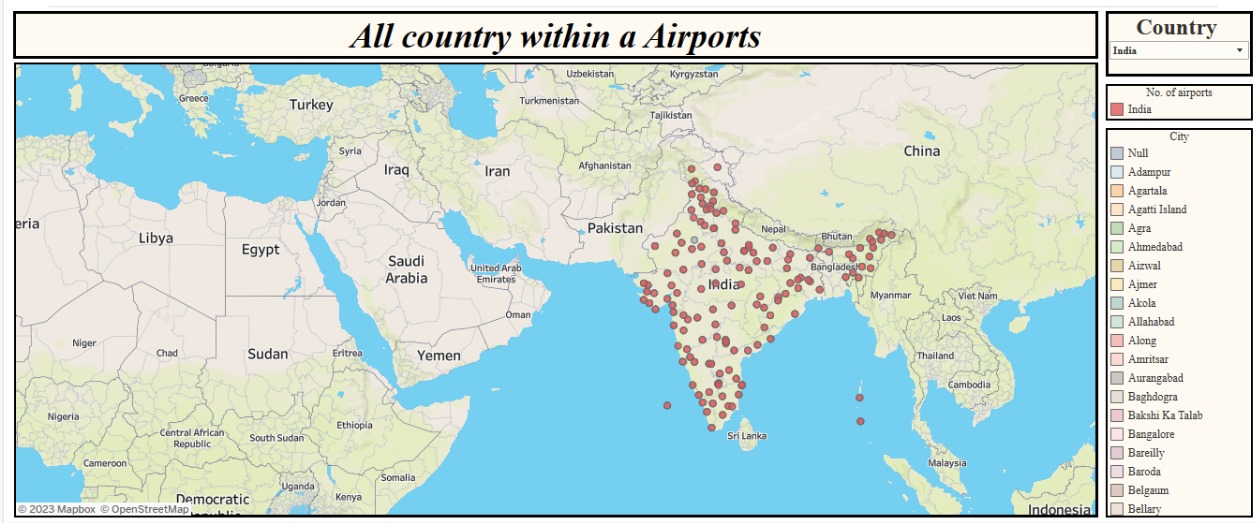 All country within a Airports
Country
India
No. of airports
India
City
Null
Adampur
Agartala
Agatti Island
Agra
Ahmedabad
Aizwal
Ajmer
Akola
Allahabad
Along
Amritsar
Aurangabad
Baghdogra
Bakshi Ka Talab
Bangalore
Bareilly
Baroda
Belgaum
Bellary
Uzbekistan
Kyrgyzstan
Greece
Turkey
Turkmenistan
Tajikistan
Syria
Iraq
Iran
Afghanistan
China
Jordan
eria
Libya
Egypt
Pakistan
Nepal
Bhutan
Saudi
Arabia
United Arab
Emirates
Bangladesh
India
Myanmar
Viet Nam
Oman
Laos
Niger
Chad
Sudan
Eritrea
Yemen
Thailand
Cambodia
Nigeria
Central African
Republic
South Sudan
Ethiopia
Sri Lanka
Cameroon
Somalia
Malaysia
Uganda
Kenya
Democratic
Republic
Indonesia
© 2023 Mapbox © OpenStreetMap